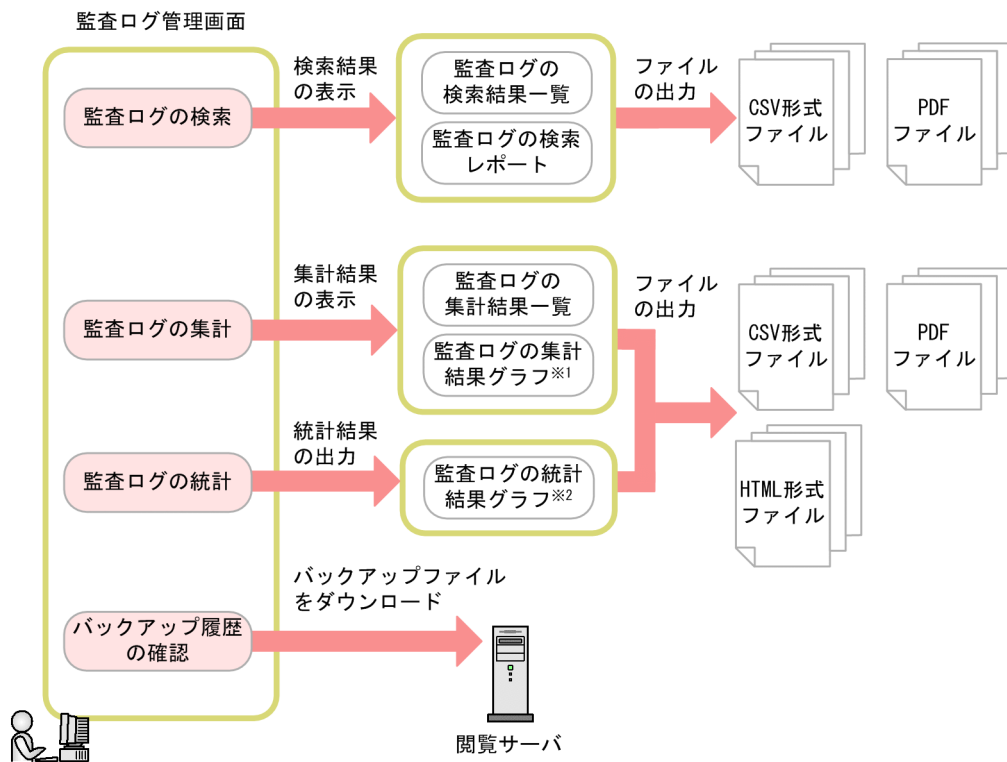 監査ログ管理画面
監査ログの検索
検索結果
の表示
監査ログの
検索結果一覧
監査ログの検索
レポート
ファイル
の出力
CSV形式
ファイル
PDF
ファイル
監査ログの集計
集計結果
の表示
監査ログの
集計結果一覧
監査ログの集計
結果グラフ※1
ファイル
の出力
CSV形式
ファイル
PDF
ファイル
監査ログの統計
統計結果
の出力
監査ログの統計
結果グラフ※2
HTML形式
ファイル
バックアップ履歴
の確認
バックアップファイル
をダウンロード
閲覧サーバ